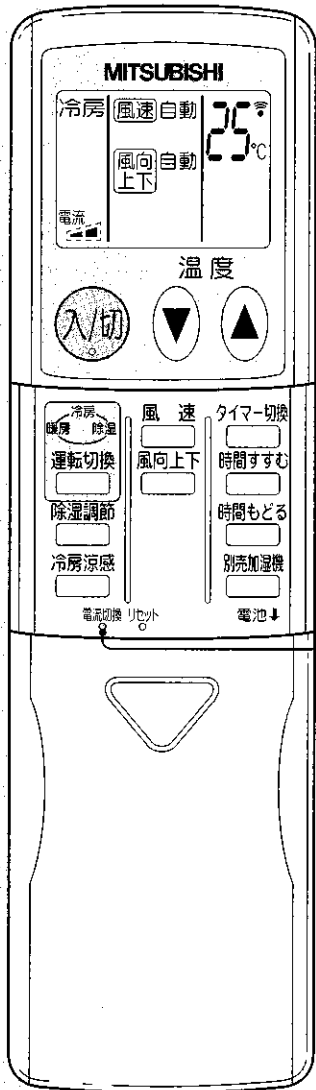 MITSUBISHI
冷房 風速 自動 25℃
風向上下 自動
電流
温度
入/切 ▼ ▲
冷房
暖房 除湿
風速 タイマー切換
運転切換 風向上下 時間すすむ
除湿調節 時間もどる
冷房涼感 別売加湿機
電流切換 リセット 電池↓